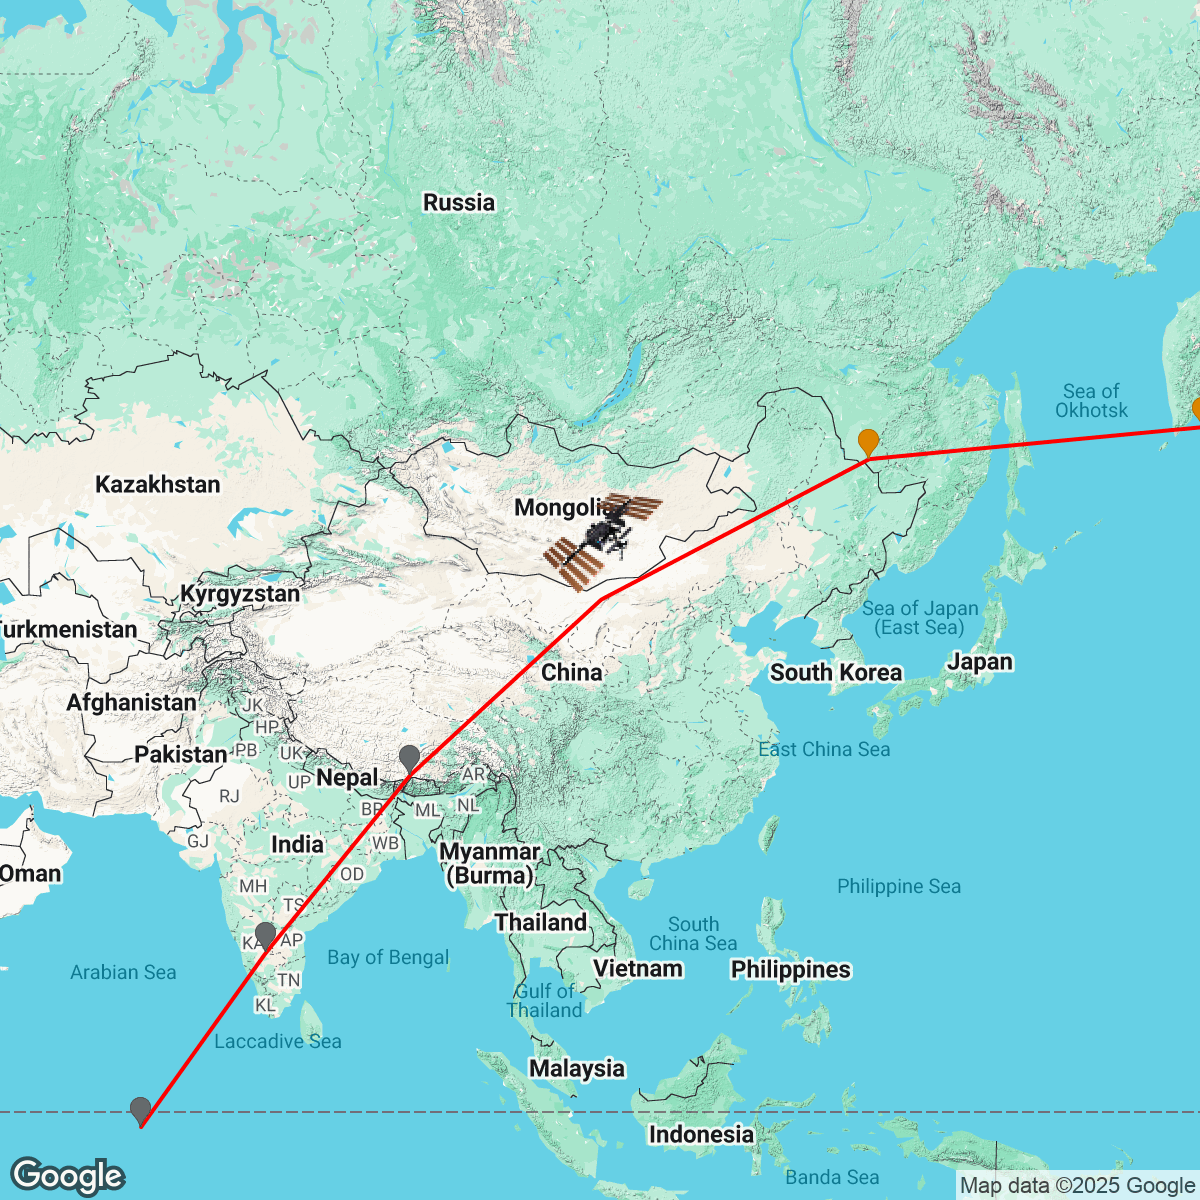 Russia
Sea of
Okhotsk
Kazakhstan
Mongolia
Kyrgyzstan
Turkmenistan
Sea of Japan
(East Sea)
China
South Korea
Japan
Afghanistan
JK
HP
Pakistan
PB
UK
East China Sea
Nepal
UP
AR
RJ
BR
ML
NL
GJ
India
WB
Myanmar
(Burma)
Oman
OD
MH
Philippine Sea
TS
Thailand
South
China Sea
KA
AP
Bay of Bengal
Arabian Sea
Vietnam
Philippines
TN
Gulf of
Thailand
KL
Laccadive Sea
Malaysia
Indonesia
Banda Sea
Google
Map data ©2025 Google